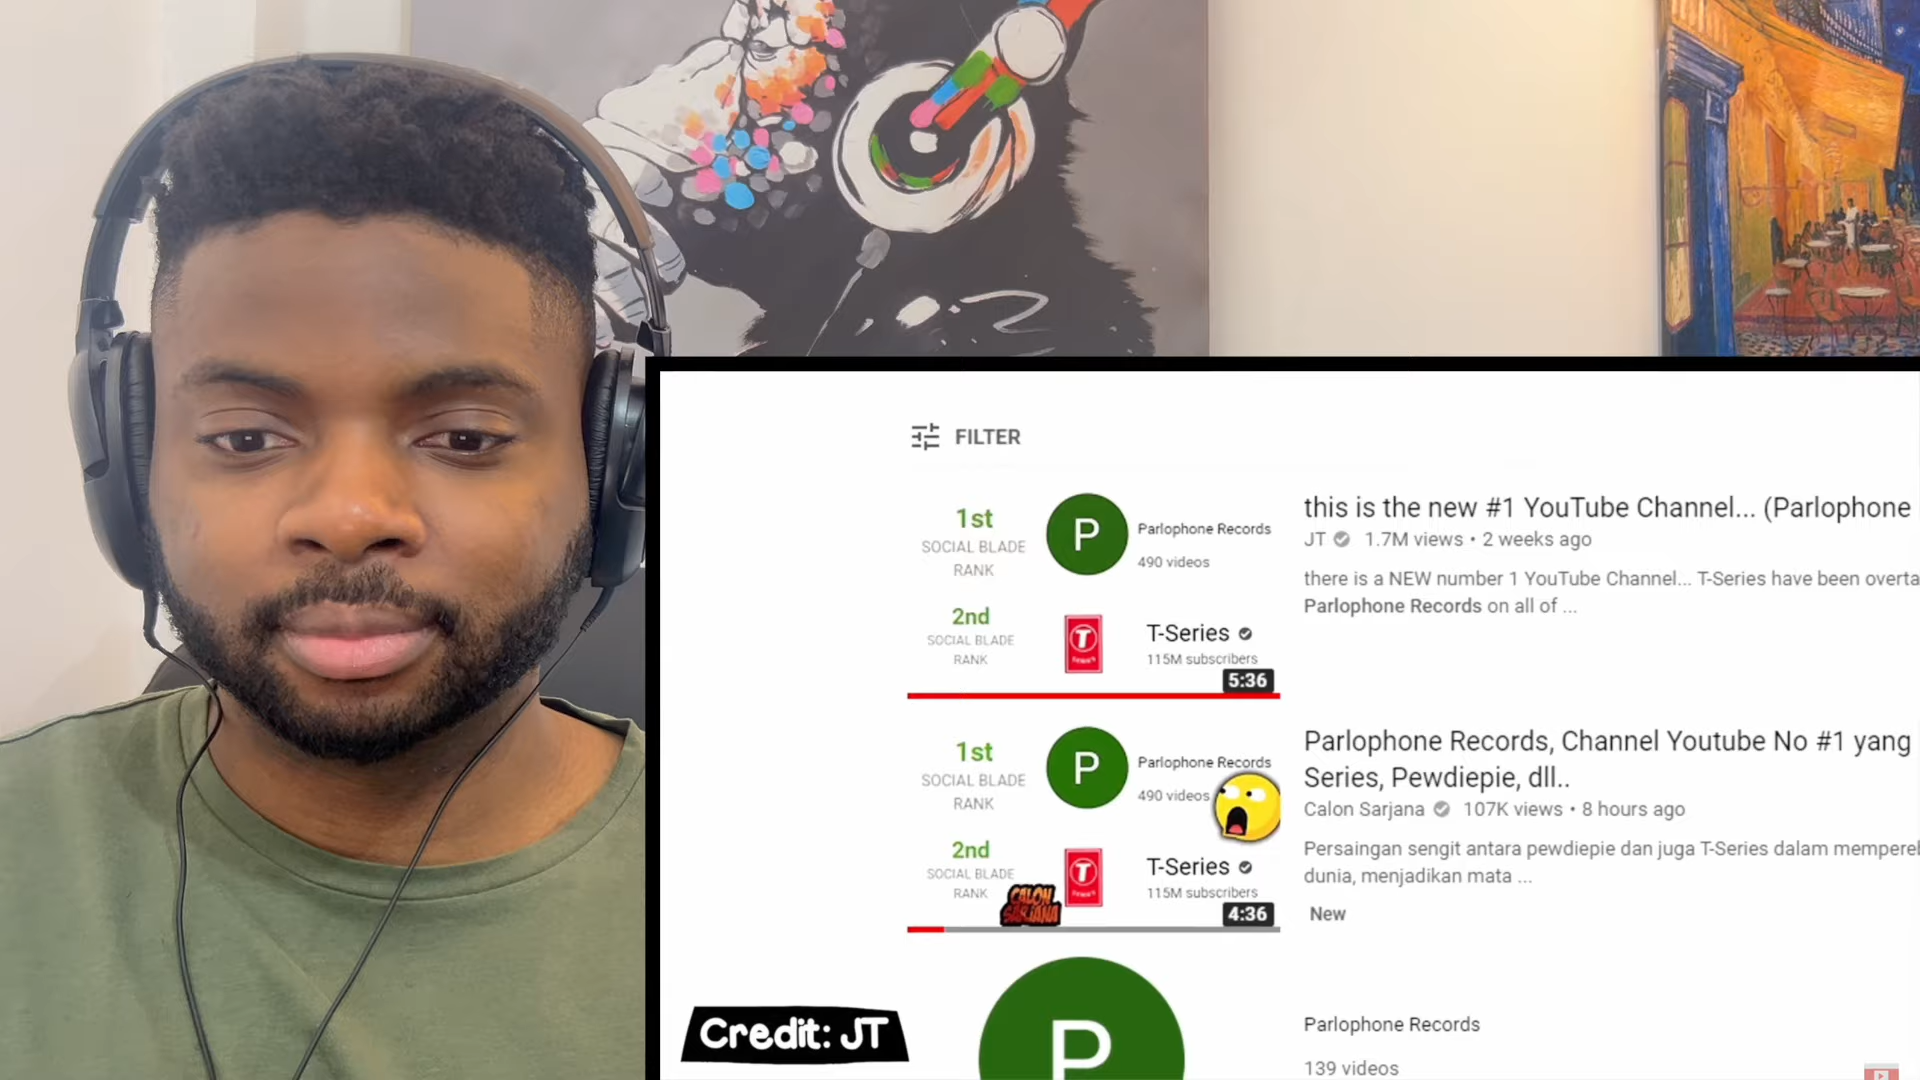 FILTER
1st
SOCIAL BLADE
RANK
P
Parlophone Records
490 videos
2nd
SOCIAL BLADE
RANK
T
SERIES
T-Series
115M subscribers
5:36
this is the new #1 YouTube Channel... (Parlophone
JT 1.7M views • 2 weeks ago
there is a NEW number 1 YouTube Channel... T-Series have been overta
Parlophone Records on all of ...
1st
SOCIAL BLADE
RANK
P
Parlophone Records
490 videos
2nd
SOCIAL BLADE
RANK
CALON
SARJANA
T
SERIES
T-Series
115M subscribers
4:36
Parlophone Records, Channel Youtube No #1 yang
Series, Pewdiepie, dll..
Calon Sarjana 107K views • 8 hours ago
Persaingan sengit antara pewdiepie dan juga T-Series dalam mempereb
dunia, menjadikan mata ...
New
P
Parlophone Records
139 videos
Credit: JT